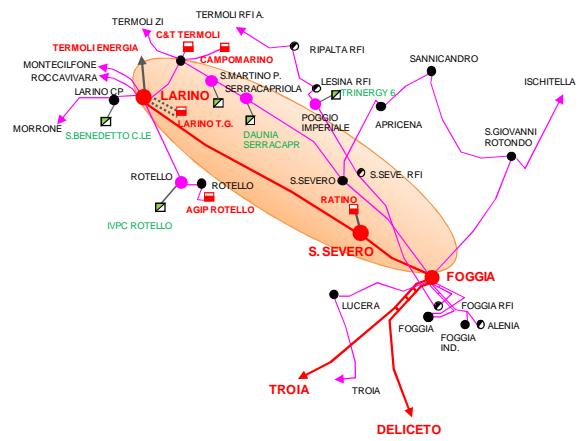 TERMOLI ZI
TERMOLI RFI A.
C&T TERMOLI
RIPALTA RFI
TERMOLI ENERGIA
CAMPOMARINO
SANNICANDRO
MONTECILFONE
S.MARTINO P.
LESINA RFI
ROCCAVIVARA
SERRACAPRIOLA
TRINERGY 6
ISCHITELLA
LARINO CP
LARINO
POGGIO
IMPERIALE
APRICENA
LARINO T.G.
MORRONE
S.BENEDETTO C.LE
DAUNIA
SERRACAPR
S.GIOVANNI
ROTONDO
S.SEVERO
S.SEVE. RFI
ROTELLO
ROTELLO
RATINO
AGIP ROTELLO
IVPC ROTELLO
S. SEVERO
FOGGIA
LUCERA
FOGGIA RFI
FOGGIA
ALENIA
FOGGIA
IND.
TROIA
TROIA
DELICETO